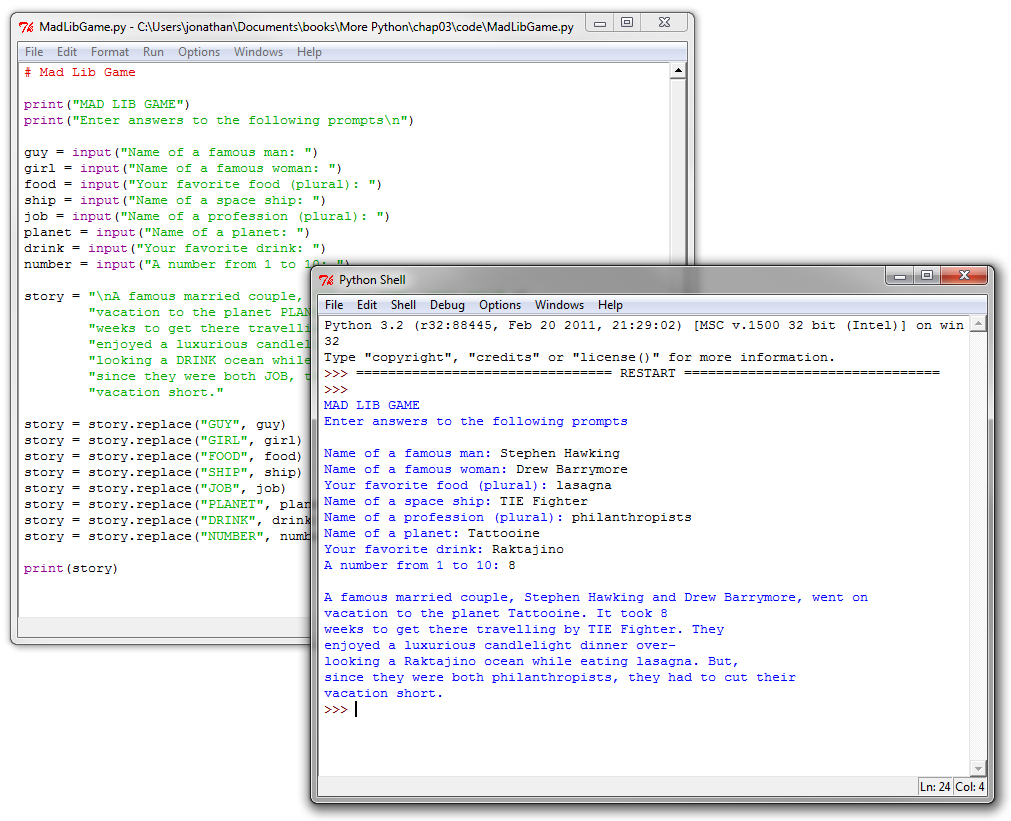 MadLibGame.py - C:\Users\jonathan\Documents\books\More Python\chap03\code\MadLibGame.py
File Edit Format Run Options Windows Help
# Mad Lib Game
print("MAD LIB GAME")
print("Enter answers to the following prompts\n")
guy = input("Name of a famous man: ")
girl = input("Name of a famous woman: ")
food = input("Your favorite food (plural): ")
ship = input("Name of a space ship: ")
job = input("Name of a profession (plural): ")
planet = input("Name of a planet: ")
drink = input("Your favorite drink: ")
number = input("A number from 1 to 10: ")
story = "\nA famous married couple,
"vacation to the planet PLAN
"weeks to get there travelli
"enjoyed a luxurious candlel
"looking a DRINK ocean while
"since they were both JOB, t
"vacation short."
story = story.replace("GUY", guy)
story = story.replace("GIRL", girl)
story = story.replace("FOOD", food)
story = story.replace("SHIP", ship)
story = story.replace("JOB", job)
story = story.replace("PLANET", plan
story = story.replace("DRINK", drink
story = story.replace("NUMBER", numb
print(story)
Python Shell
File Edit Shell Debug Options Windows Help
Python 3.2 (r32:88445, Feb 20 2011, 21:29:02) [MSC v.1500 32 bit (Intel)] on win
32
Type "copyright", "credits" or "license()" for more information.
>>> ================================ RESTART ================================
>>>
MAD LIB GAME
Enter answers to the following prompts
Name of a famous man: Stephen Hawking
Name of a famous woman: Drew Barrymore
Your favorite food (plural): lasagna
Name of a space ship: TIE Fighter
Name of a profession (plural): philanthropists
Name of a planet: Tattooine
Your favorite drink: Raktajino
A number from 1 to 10: 8
A famous married couple, Stephen Hawking and Drew Barrymore, went on
vacation to the planet Tattooine. It took 8
weeks to get there travelling by TIE Fighter. They
enjoyed a luxurious candlelight dinner over-
looking a Raktajino ocean while eating lasagna. But,
since they were both philanthropists, they had to cut their
vacation short.
>>>
Ln: 24 Col: 4